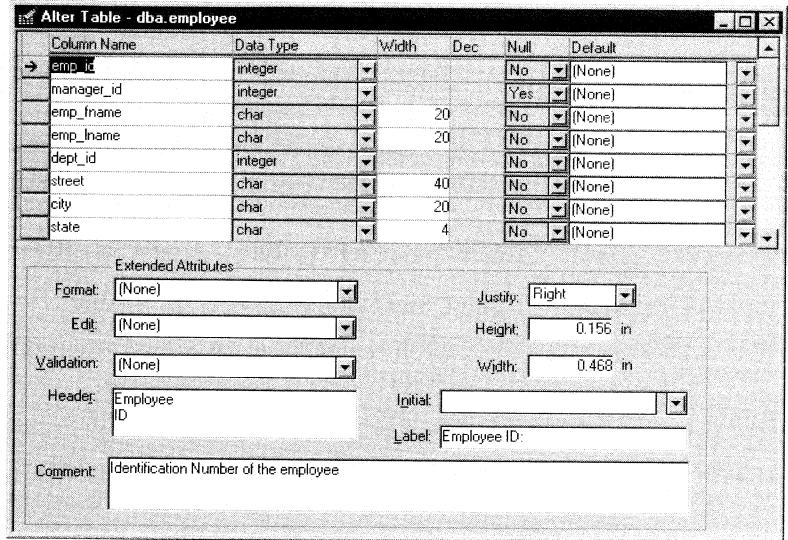 Alter Table - dba.employee
Column Name Data Type Width Dec Null Default
emp_id integer No (None)
manager_id integer Yes (None)
emp_fname char 20 No (None)
emp_lname char 20 No (None)
dept_id integer No (None)
street char 40 No (None)
city char 20 No (None)
state char 4 No (None)
Extended Attributes
Format: (None) Justify: Right
Edit: (None) Height: 0.156 in
Validation: (None) Width: 0.468 in
Header: Employee Initial:
ID
Label: Employee ID:
Comment: Identification Number of the employee